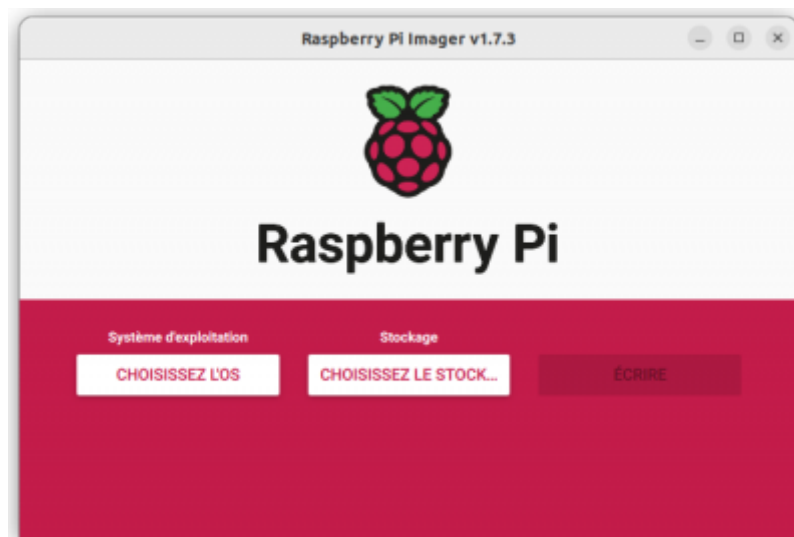 Raspberry Pi Imager v1.7.3
Raspberry Pi
Système d'exploitation
Stockage
CHOISISSEZ L'OS
CHOISISSEZ LE STOCK...
ÉCRIRE